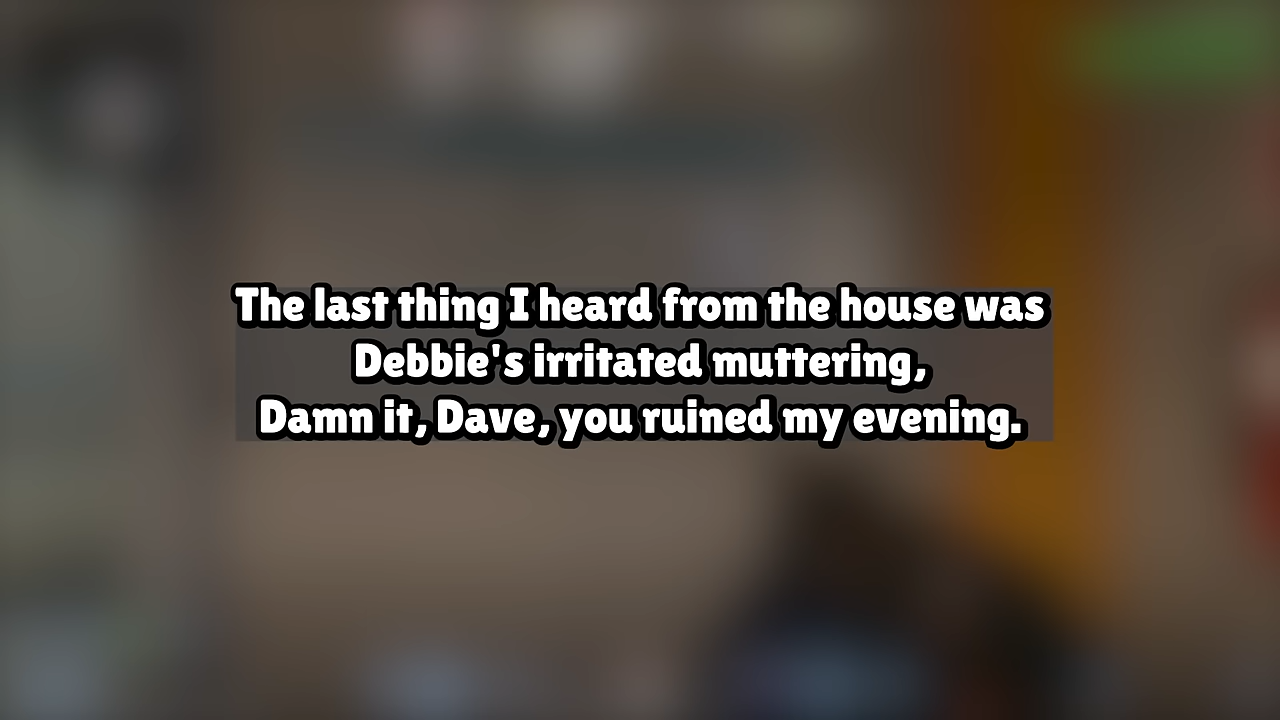 The last thing I heard from the house was
Debbie's irritated muttering,
Damn it, Dave, you ruined my evening.